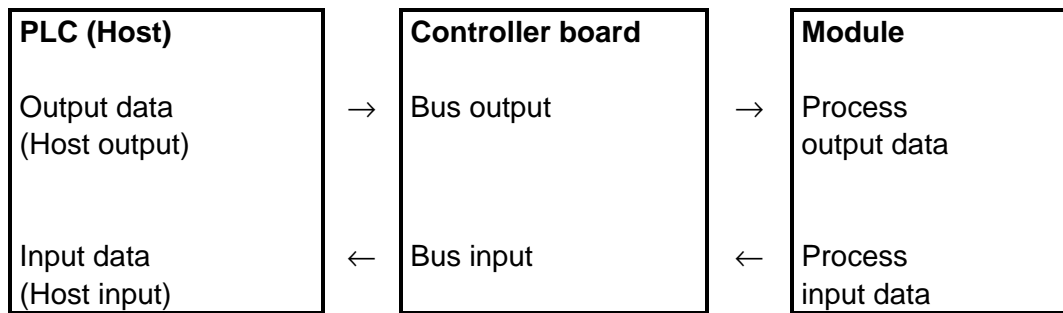 PLC (Host)
Controller board
Module
Output data
(Host output)
→
Bus output
→
Process
output data
Input data
(Host input)
←
Bus input
←
Process
input data